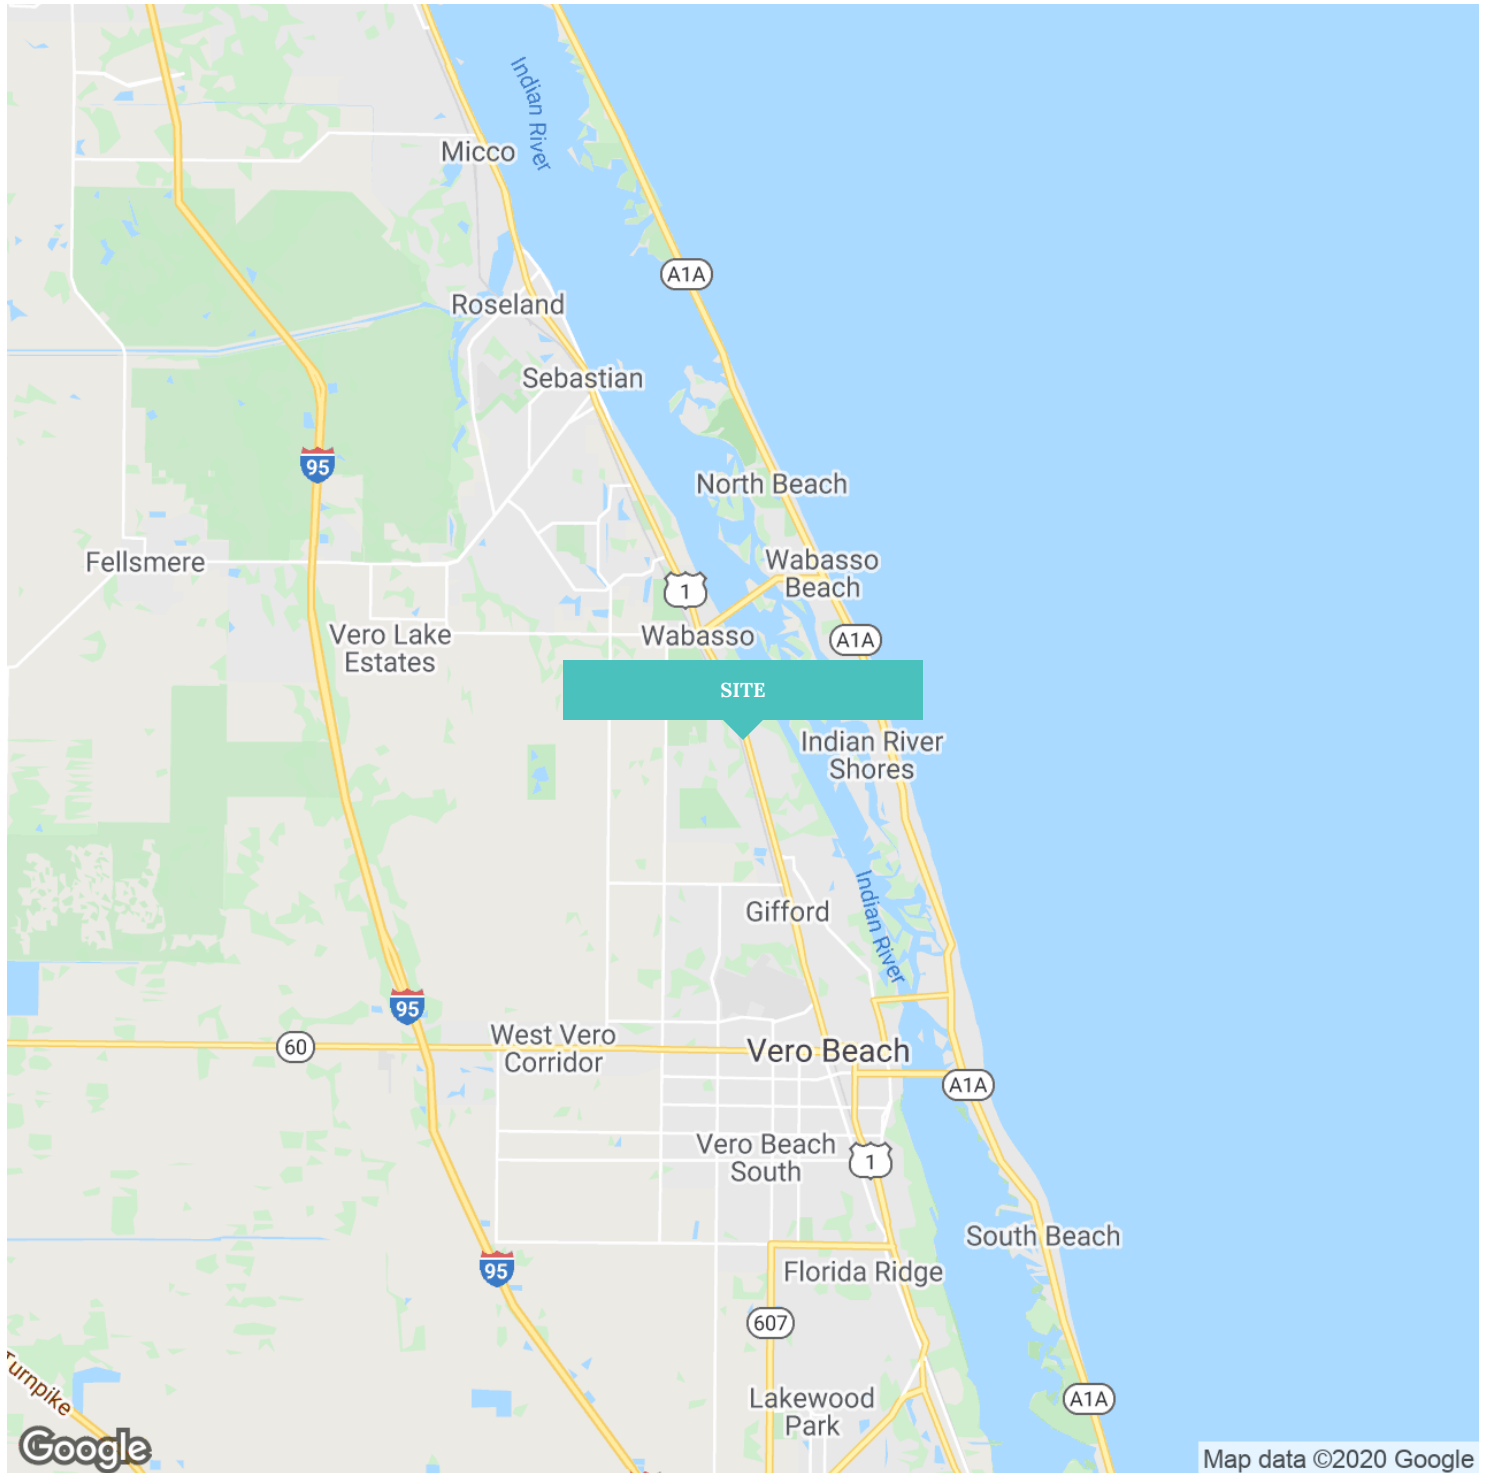 Indian River
Micco
A1A
Roseland
Sebastian
95
North Beach
Fellsmere
Wabasso
Beach
1
Vero Lake
Estates
Wabasso
A1A
SITE
Indian River
Shores
Indian River
Gifford
95
60
West Vero
Corridor
Vero Beach
A1A
Vero Beach
South
1
South Beach
95
Florida Ridge
607
Turnpike
Lakewood
Park
A1A
Google
Map data ©2020 Google